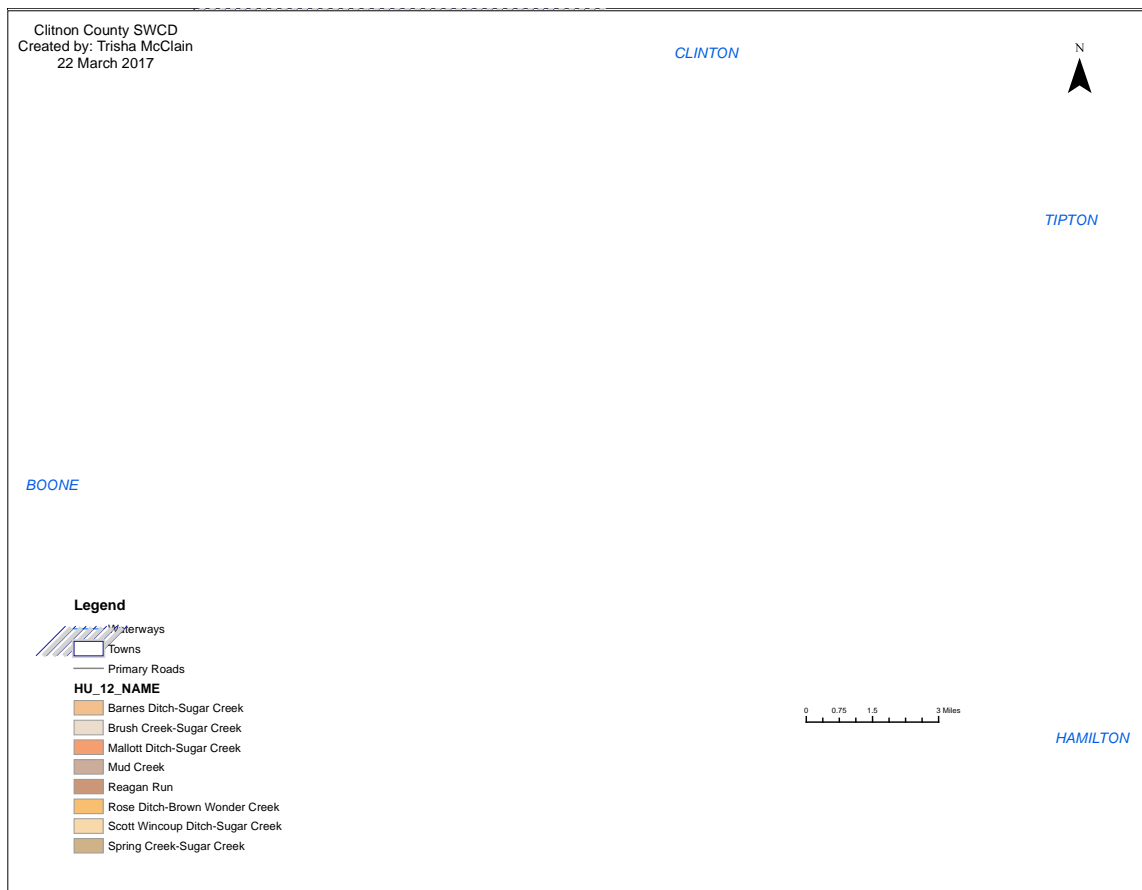 Clitnon County SWCD
Created by: Trisha McClain
22 March 2017
CLINTON
N
TIPTON
BOONE
Legend
Waterways
Towns
Primary Roads
HU_12_NAME
Barnes Ditch-Sugar Creek
Brush Creek-Sugar Creek
Mallott Ditch-Sugar Creek
Mud Creek
Reagan Run
Rose Ditch-Brown Wonder Creek
Scott Wincoup Ditch-Sugar Creek
Spring Creek-Sugar Creek
0 0.75 1.5 3 Miles
HAMILTON